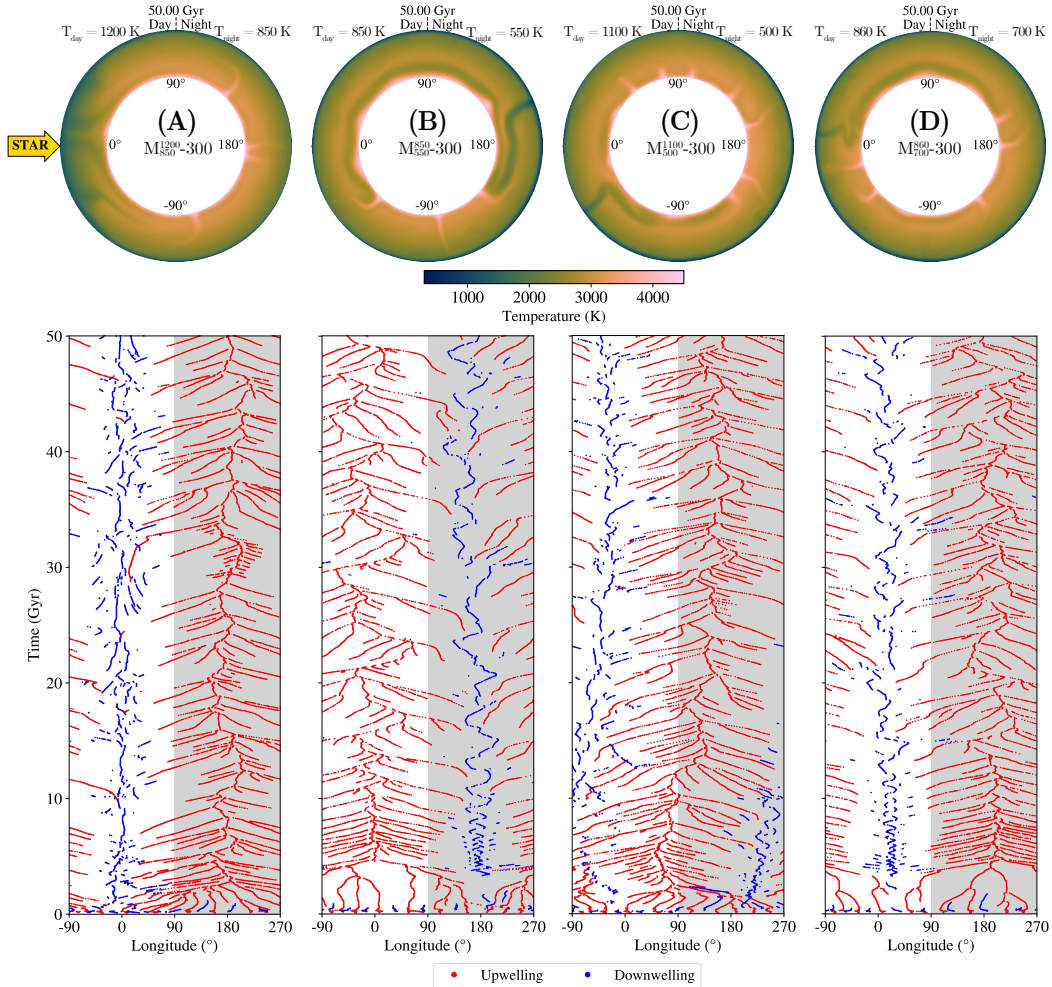 50.00 Gyr 50.00 Gyr 50.00 Gyr 50.00 Gyr
Day Night Day Night Day Night Day Night
T_day = 1200 K T_night = 850 K T_day = 850 K T_night = 550 K T_day = 1100 K T_night = 500 K T_day = 860 K T_night = 700 K
90° 90° 90° 90°
(A) (B) (C) (D)
STAR 0° M^1200_850-300 180° 0° M^850_550-300 180° 0° M^1100_500-300 180° 0° M^860_700-300 180°
-90° -90° -90° -90°
1000 2000 3000 4000
Temperature (K)
50
40
30
20
10
0
Time (Gyr)
-90 0 90 180 270 -90 0 90 180 270 -90 0 90 180 270 -90 0 90 180 270
Longitude (°) Longitude (°) Longitude (°) Longitude (°)
Upwelling Downwelling